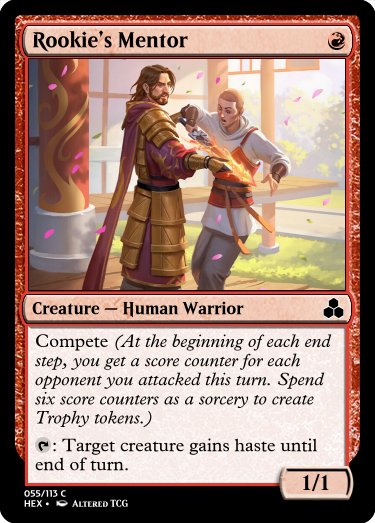 Rookie's Mentor
Creature — Human Warrior
Compete (At the beginning of each end
step, you get a score counter for each
opponent you attacked this turn. Spend
six score counters as a sorcery to create
Trophy tokens.)
: Target creature gains haste until
end of turn.
1/1
055/113 C
HEX • Altered TCG